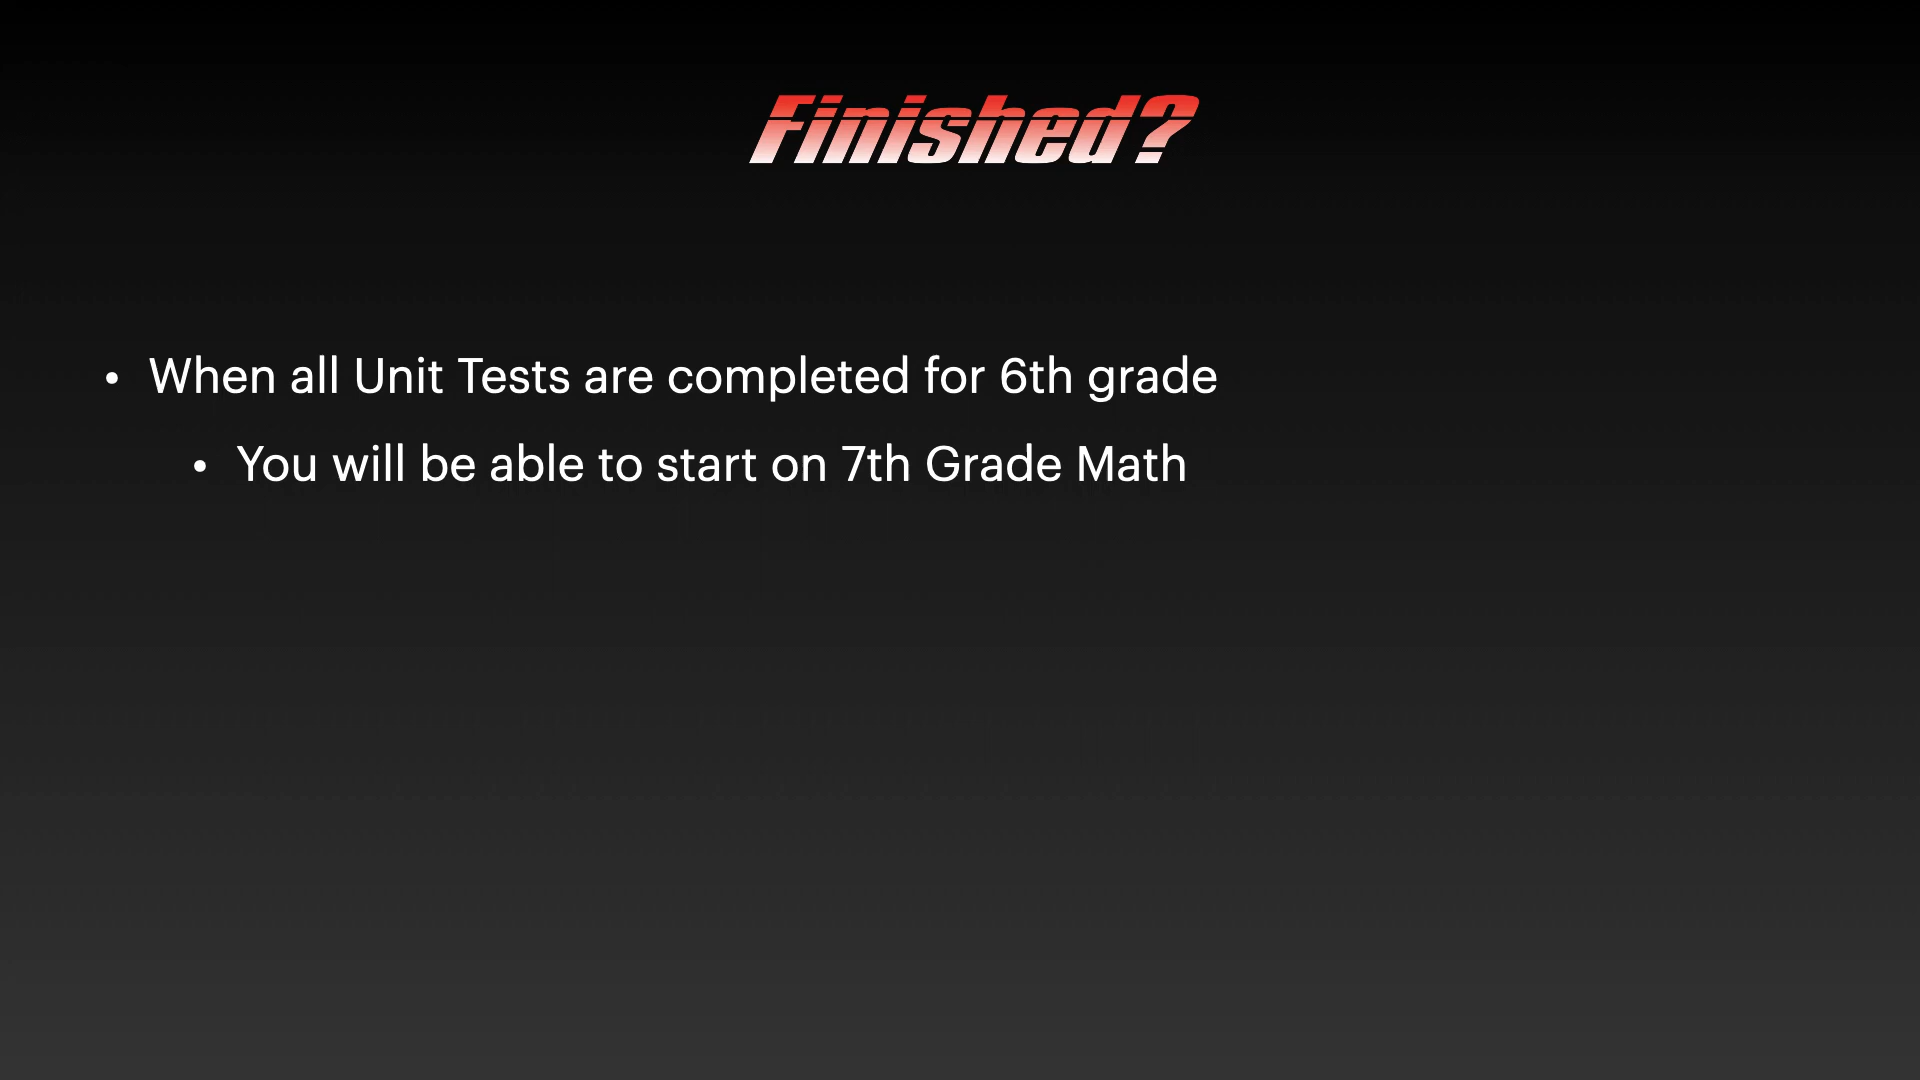 Finished?
• When all Unit Tests are completed for 6th grade
• You will be able to start on 7th Grade Math